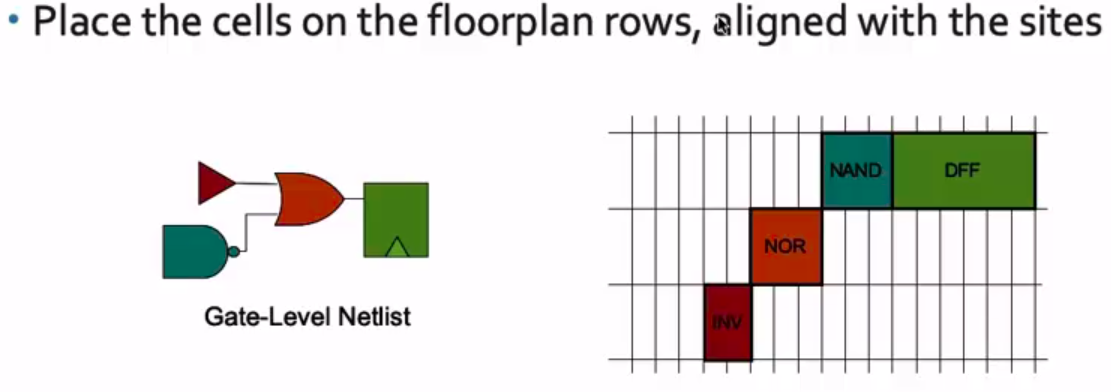 • Place the cells on the floorplan rows, aligned with the sites
NAND DFF
NOR
INV
Gate-Level Netlist